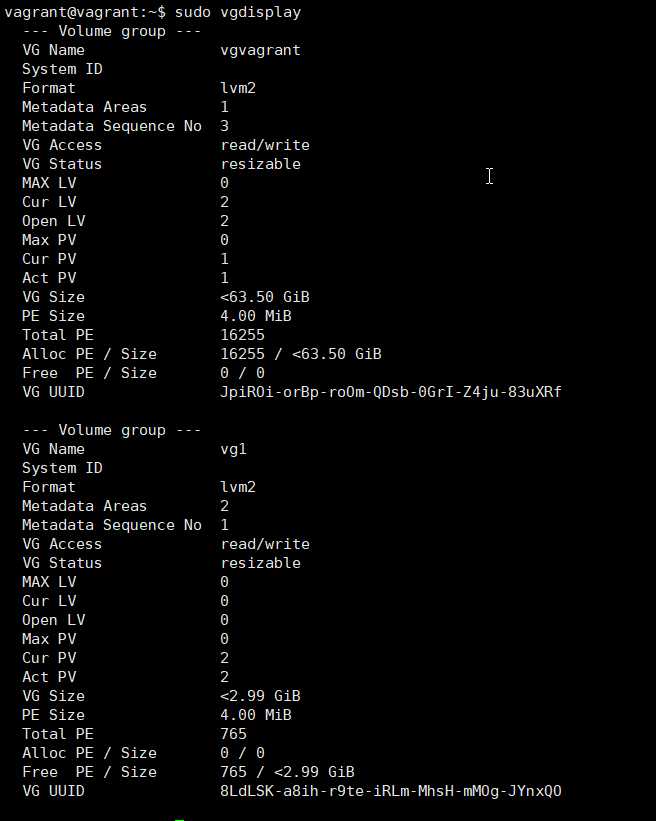 vagrant@vagrant:~$ sudo vgdisplay
--- Volume group ---
VG Name vgvagrant
System ID
Format lvm2
Metadata Areas 1
Metadata Sequence No 3
VG Access read/write
VG Status resizable
MAX LV 0
Cur LV 2
Open LV 2
Max PV 0
Cur PV 1
Act PV 1
VG Size <63.50 GiB
PE Size 4.00 MiB
Total PE 16255
Alloc PE / Size 16255 / <63.50 GiB
Free  PE / Size 0 / 0
VG UUID JpiROi-orBp-roOm-QDsb-0GrI-Z4ju-83uXRf
--- Volume group ---
VG Name vg1
System ID
Format lvm2
Metadata Areas 2
Metadata Sequence No 1
VG Access read/write
VG Status resizable
MAX LV 0
Cur LV 0
Open LV 0
Max PV 0
Cur PV 2
Act PV 2
VG Size <2.99 GiB
PE Size 4.00 MiB
Total PE 765
Alloc PE / Size 0 / 0
Free  PE / Size 765 / <2.99 GiB
VG UUID 8LdLSK-a8ih-r9te-iRLm-MhsH-mMOg-JYnxQO